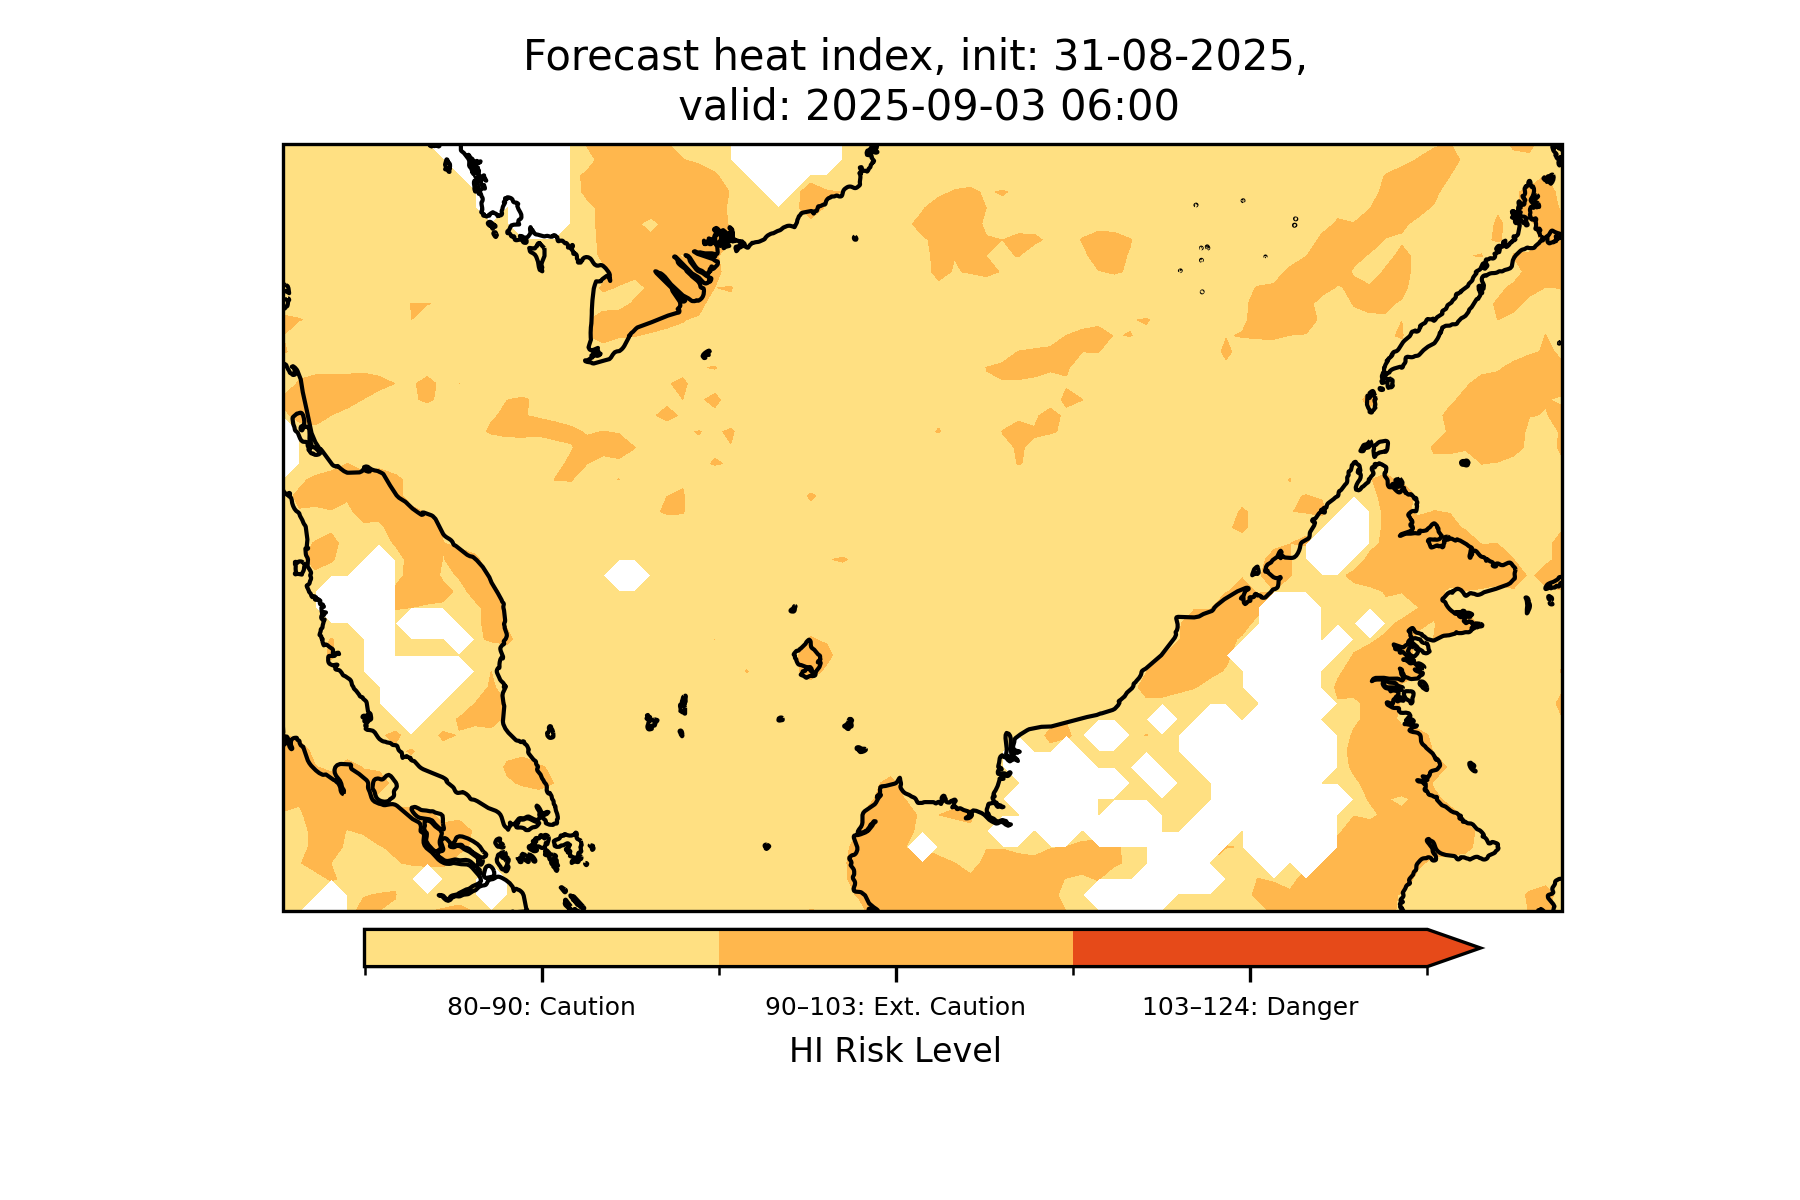 Forecast heat index, init: 31-08-2025,
valid: 2025-09-03 06:00
80–90: Caution
90–103: Ext. Caution
103–124: Danger
HI Risk Level